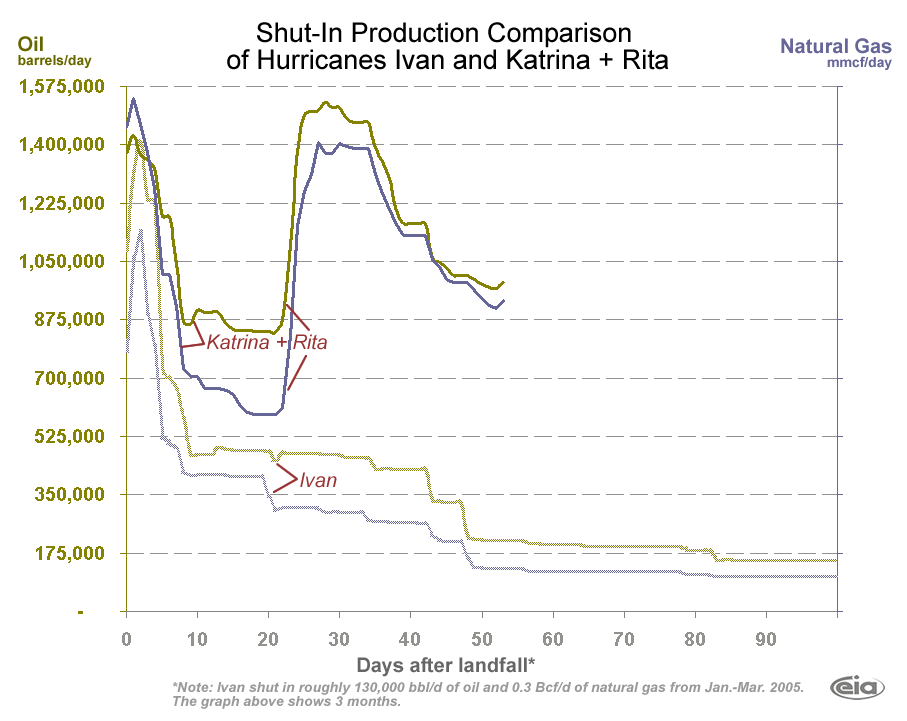 Shut-In Production Comparison
of Hurricanes Ivan and Katrina + Rita
Oil
barrels/day
Natural Gas
mmcf/day
1,575,000
1,400,000
1,225,000
1,050,000
875,000
700,000
525,000
350,000
175,000
-
Katrina + Rita
Ivan
0 10 20 30 40 50 60 70 80 90
Days after landfall*
*Note: Ivan shut in roughly 130,000 bbl/d of oil and 0.3 Bcf/d of natural gas from Jan.-Mar. 2005.
The graph above shows 3 months.
eia